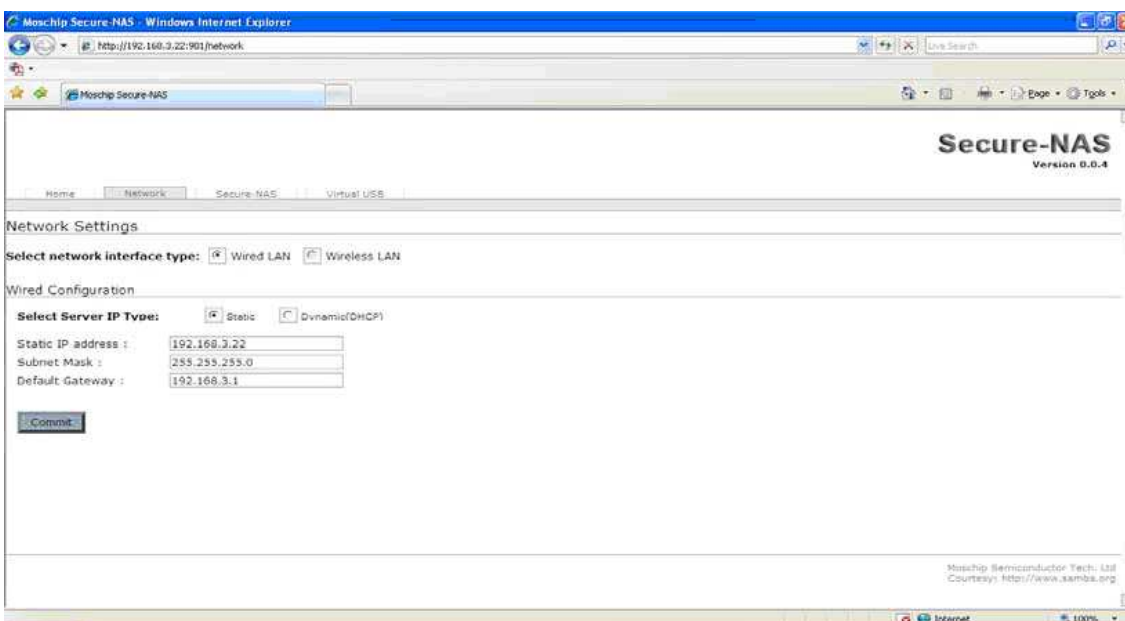 Moschip Secure-NAS - Windows Internet Explorer
http://192.168.3.22:901/network
Live Search
Moschip Secure-NAS
Page
Tools
Secure-NAS
Version 0.0.4
Home Network Secure-NAS Virtual USB
Network Settings
Select network interface type: Wired LAN Wireless LAN
Wired Configuration
Select Server IP Type: Static Dynamic(DHCP)
Static IP address : 192.168.3.22
Subnet Mask : 255.255.255.0
Default Gateway : 192.168.3.1
Commit
Moschip Semiconductor Tech. Ltd
Courtesy: http://www.samba.org
Internet 100%